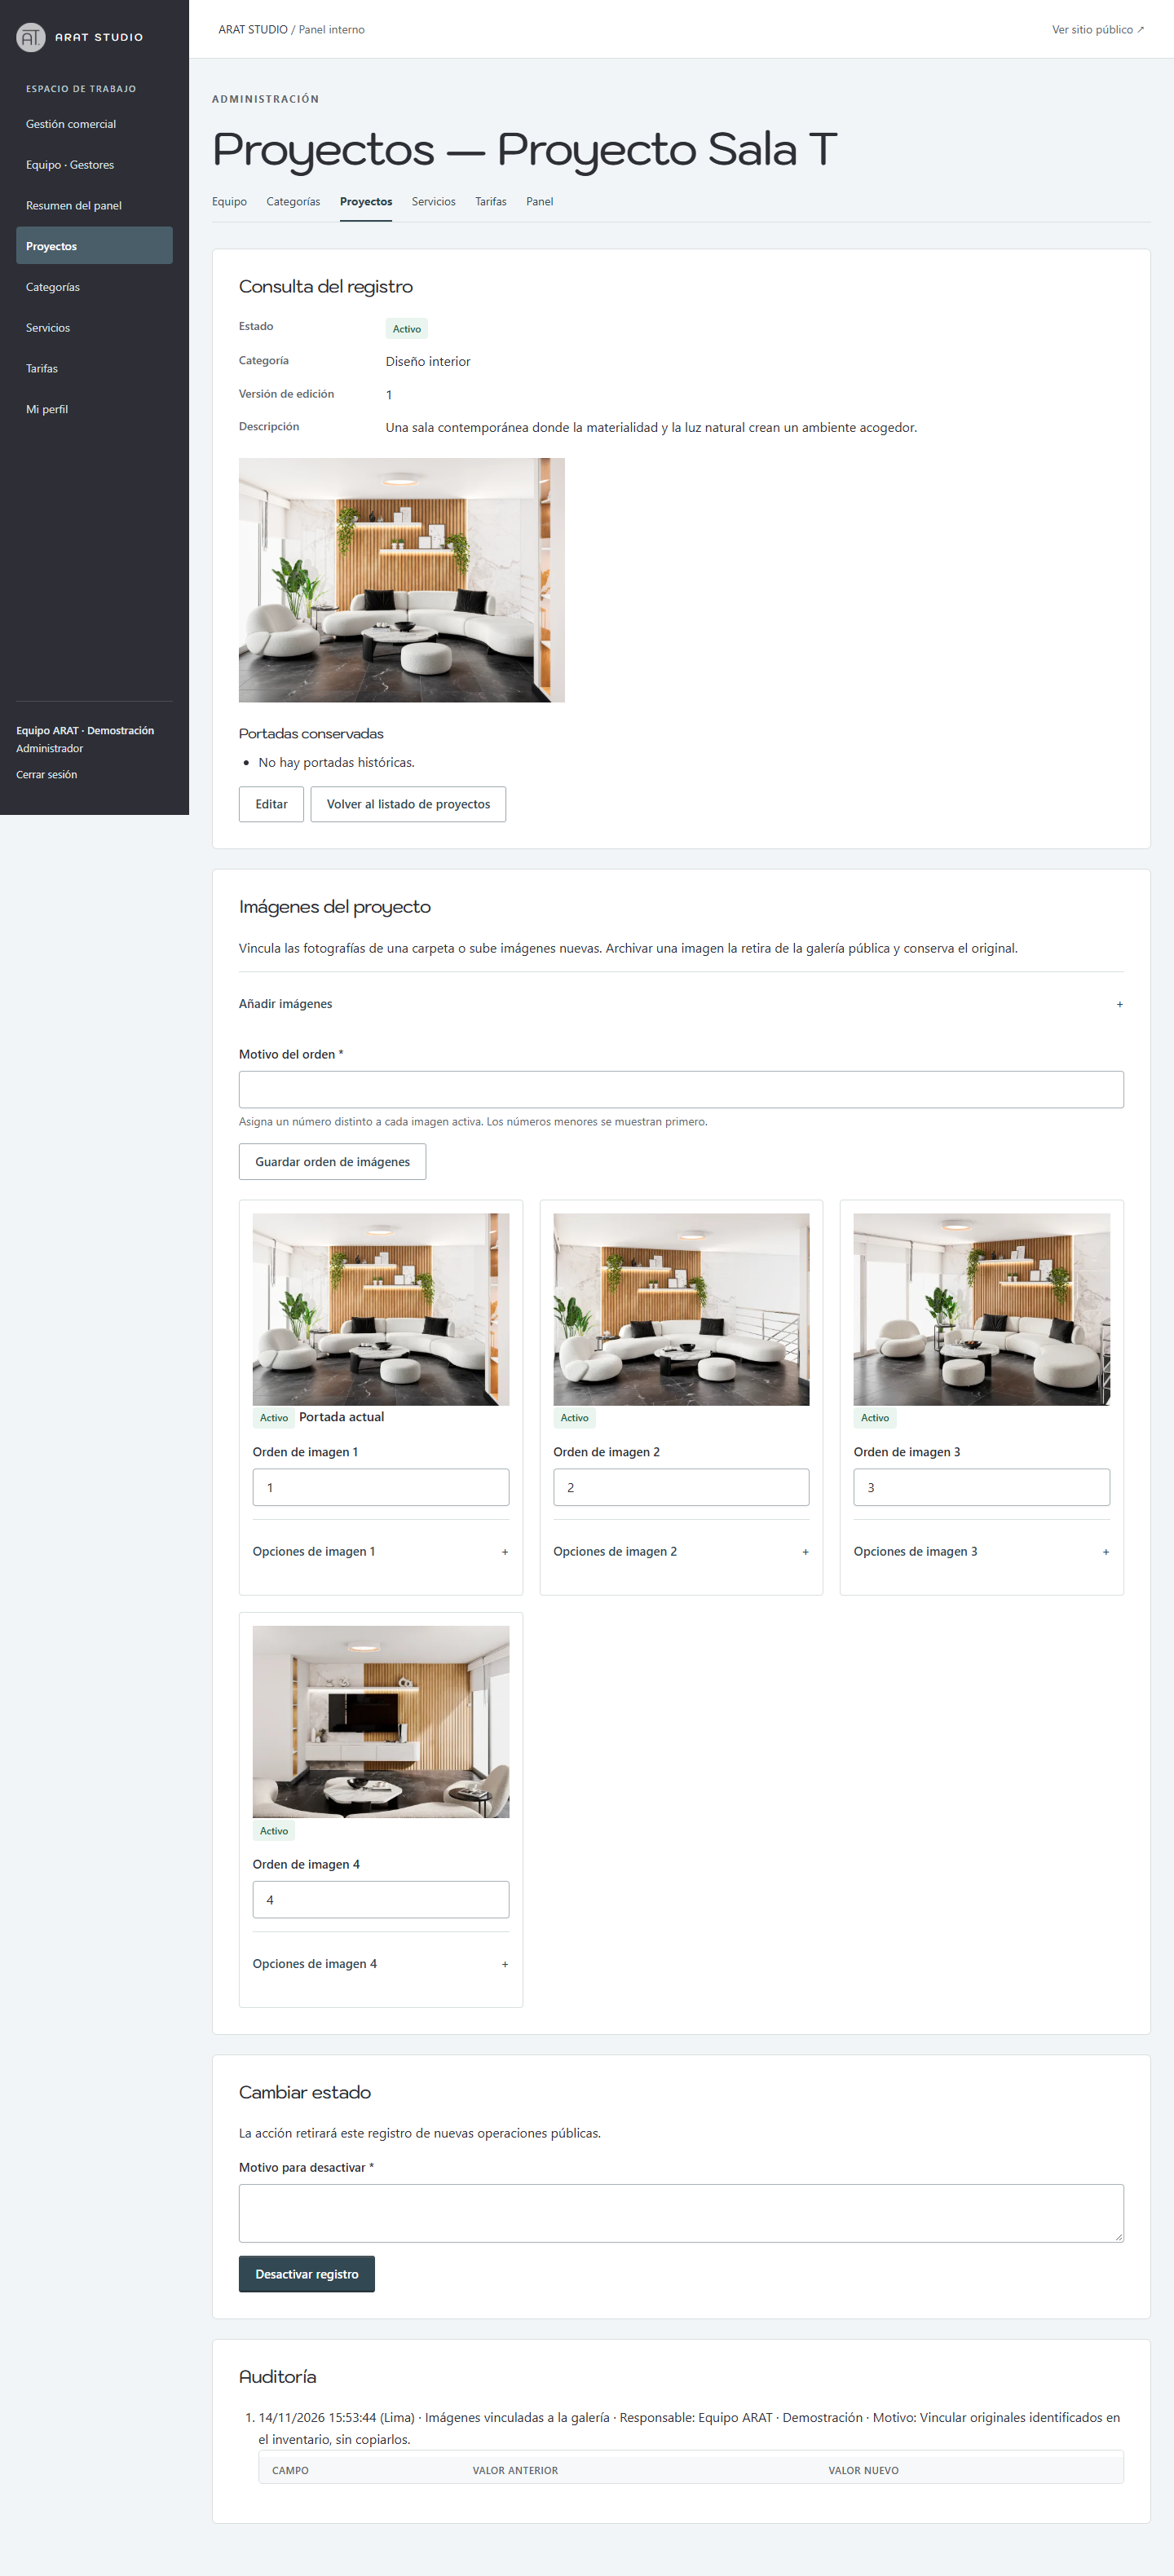 AT.
ARAT STUDIO
ESPACIO DE TRABAJO
Gestión comercial
Equipo · Gestores
Resumen del panel
Proyectos
Categorías
Servicios
Tarifas
Mi perfil
Equipo ARAT · Demostración
Administrador
Cerrar sesión
ARAT STUDIO / Panel interno
Ver sitio público ↗
ADMINISTRACIÓN
Proyectos — Proyecto Sala T
Equipo Categorías Proyectos Servicios Tarifas Panel
Consulta del registro
Estado Activo
Categoría Diseño interior
Versión de edición 1
Descripción Una sala contemporánea donde la materialidad y la luz natural crean un ambiente acogedor.
Portadas conservadas
• No hay portadas históricas.
Editar Volver al listado de proyectos
Imágenes del proyecto
Vincula las fotografías de una carpeta o sube imágenes nuevas. Archivar una imagen la retira de la galería pública y conserva el original.
Añadir imágenes +
Motivo del orden *
Asigna un número distinto a cada imagen activa. Los números menores se muestran primero.
Guardar orden de imágenes
Activo Portada actual
Orden de imagen 1
1
Opciones de imagen 1 +
Activo
Orden de imagen 2
2
Opciones de imagen 2 +
Activo
Orden de imagen 3
3
Opciones de imagen 3 +
Activo
Orden de imagen 4
4
Opciones de imagen 4 +
Cambiar estado
La acción retirará este registro de nuevas operaciones públicas.
Motivo para desactivar *
Desactivar registro
Auditoría
1. 14/11/2026 15:53:44 (Lima) · Imágenes vinculadas a la galería · Responsable: Equipo ARAT · Demostración · Motivo: Vincular originales identificados en
el inventario, sin copiarlos.
CAMPO VALOR ANTERIOR VALOR NUEVO